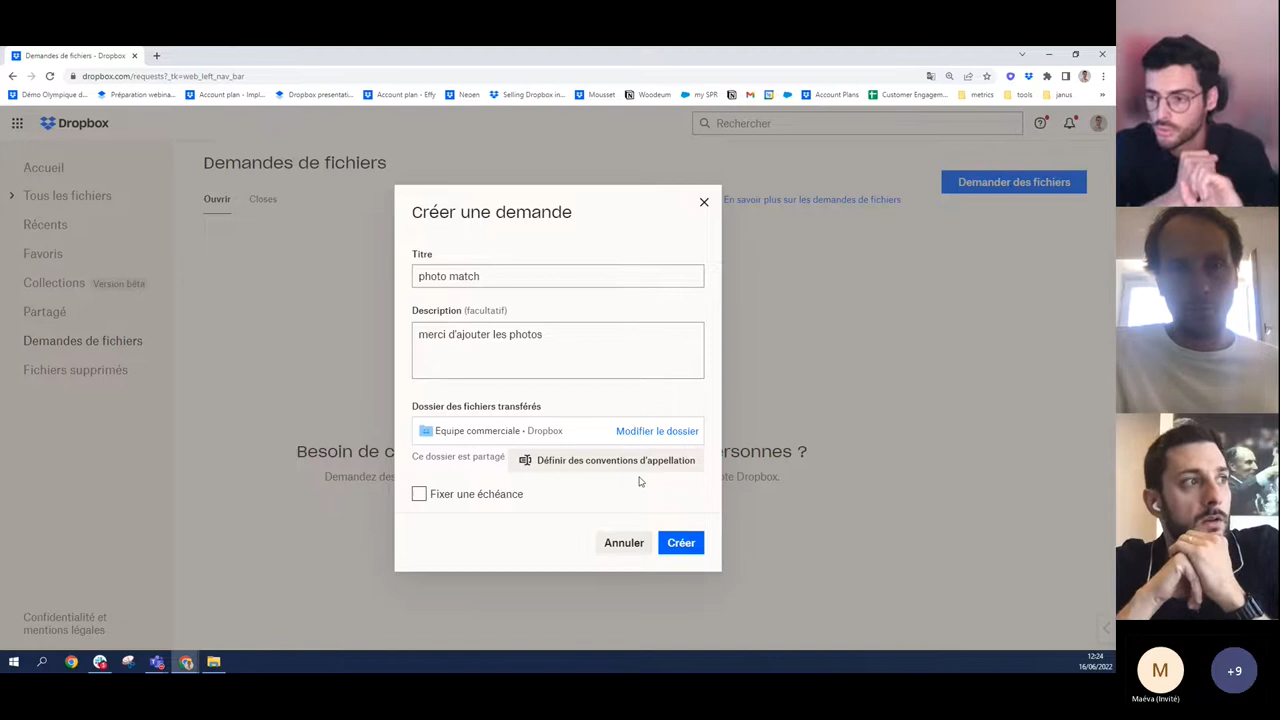 Demandes de fichiers - Dropbox
dropbox.com/requests?_tk=web_left_nav_bar
Démo Olympique d... Préparation webina... Account plan - Impl... Dropbox presentati... Account plan - Effy Neoen Selling Dropbox in... Mousset Woodeum my SPR Account Plans Customer Engagem... metrics tools janus
Dropbox
Rechercher
Accueil
Tous les fichiers
Récents
Favoris
Collections Version bêta
Partagé
Demandes de fichiers
Fichiers supprimés
Confidentialité et
mentions légales
Demandes de fichiers
Demander des fichiers
Ouvrir Closes
En savoir plus sur les demandes de fichiers
Besoin de c
ersonnes ?
Demandez des
te Dropbox.
Créer une demande
Titre
photo match
Description (facultatif)
merci d'ajouter les photos
Dossier des fichiers transférés
Equipe commerciale • Dropbox Modifier le dossier
Ce dossier est partagé
Définir des conventions d'appellation
Fixer une échéance
Annuler Créer
12:24
16/06/2022
M
+9
Maéva (Invité)